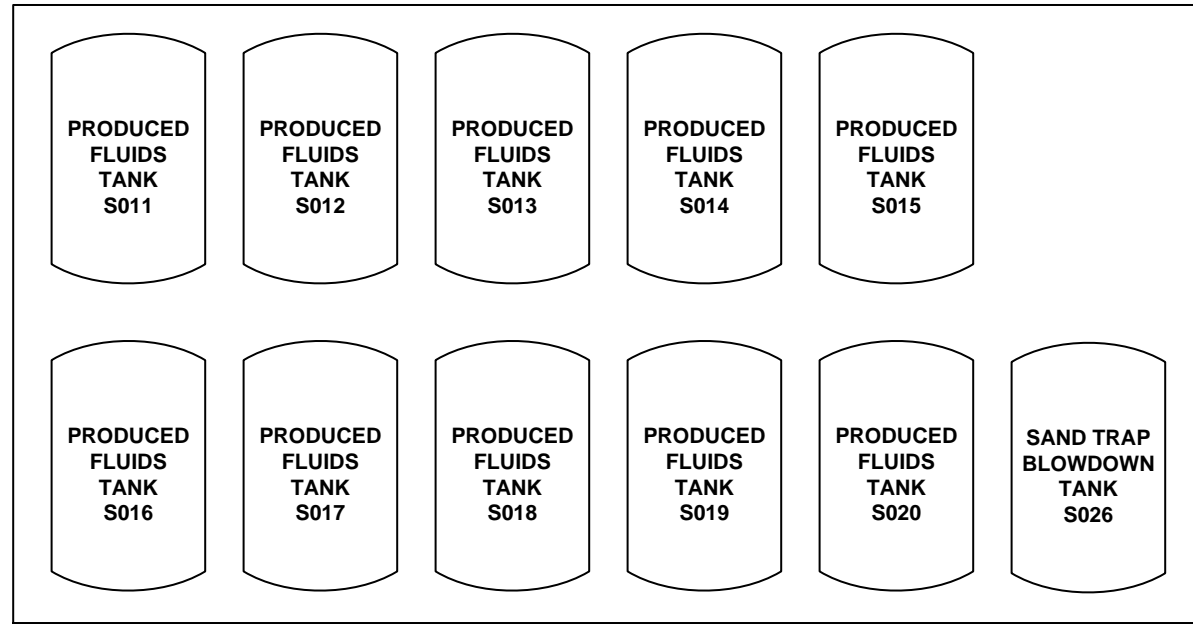 PRODUCED
FLUIDS
TANK
S011
PRODUCED
FLUIDS
TANK
S012
PRODUCED
FLUIDS
TANK
S013
PRODUCED
FLUIDS
TANK
S014
PRODUCED
FLUIDS
TANK
S015
PRODUCED
FLUIDS
TANK
S016
PRODUCED
FLUIDS
TANK
S017
PRODUCED
FLUIDS
TANK
S018
PRODUCED
FLUIDS
TANK
S019
PRODUCED
FLUIDS
TANK
S020
SAND TRAP
BLOWDOWN
TANK
S026